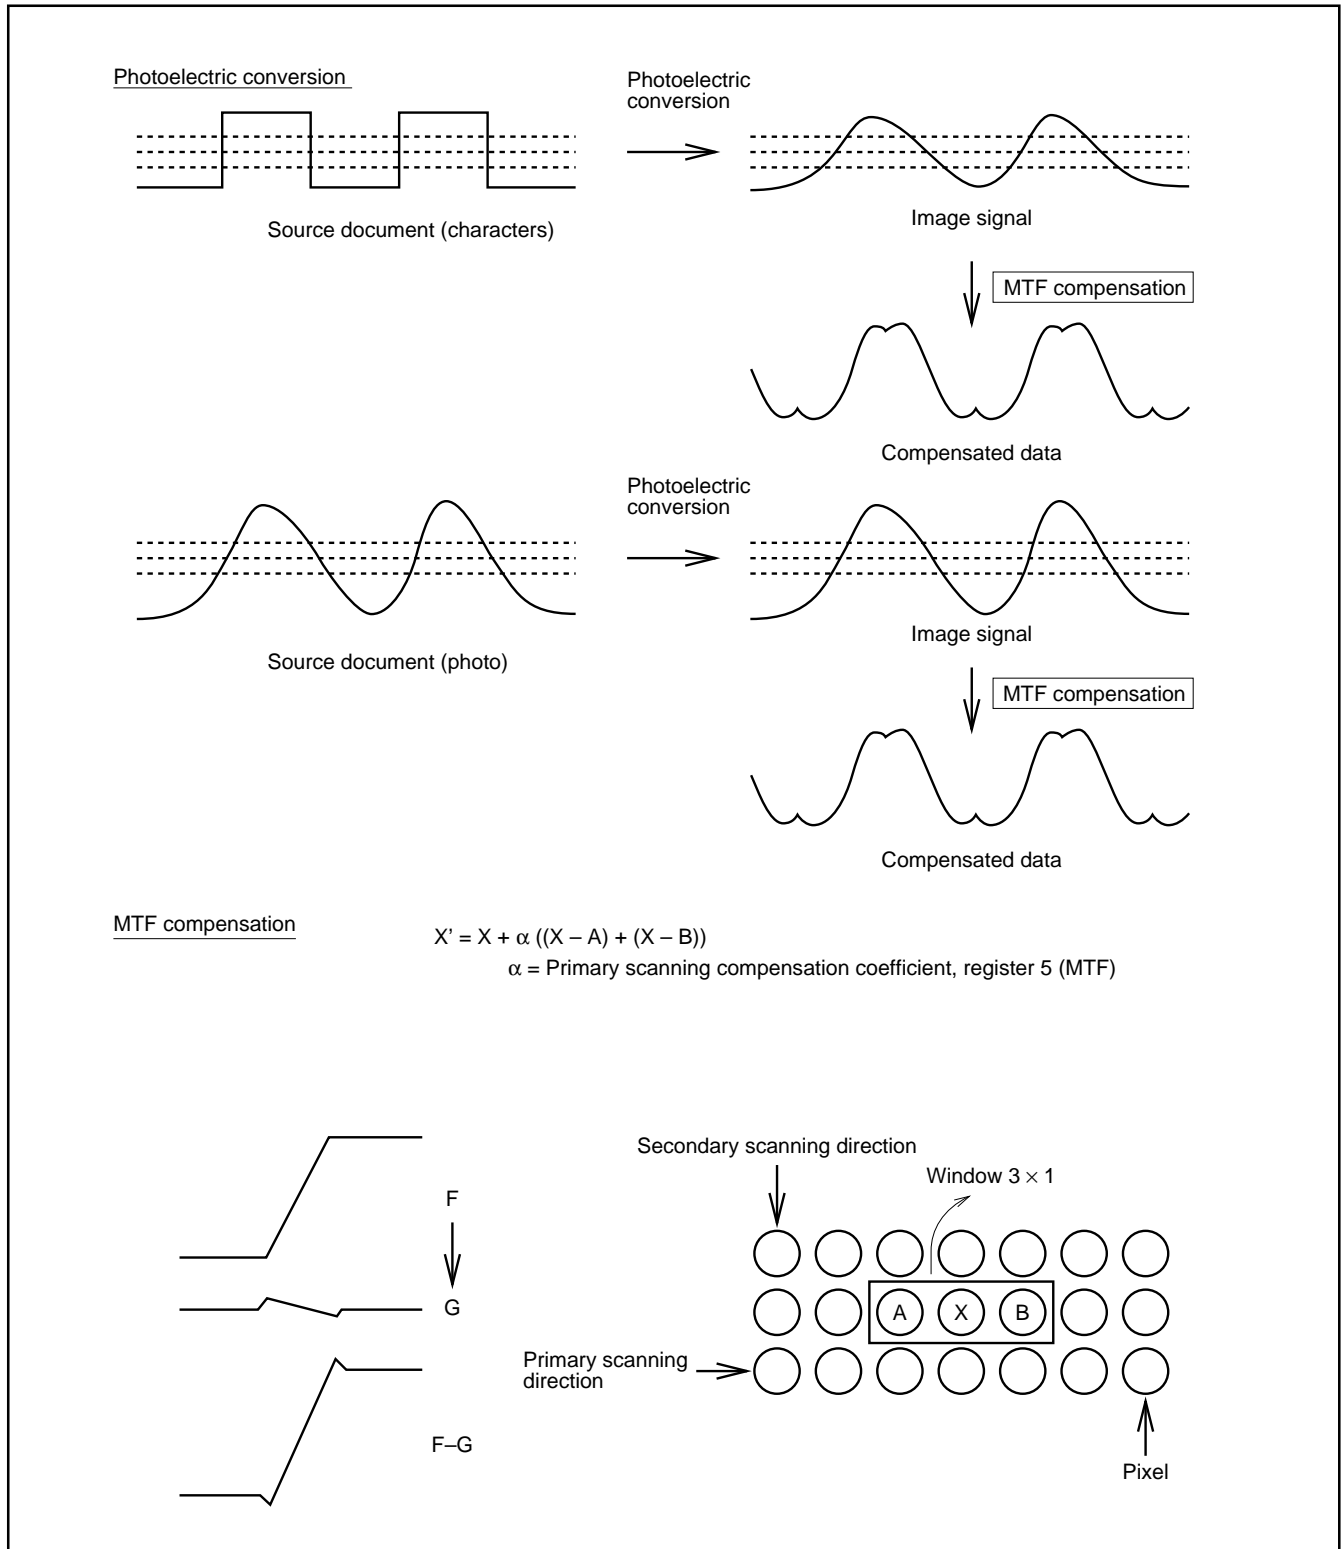 Photoelectric conversion
Photoelectric
conversion
Source document (characters)
Image signal
MTF compensation
Compensated data
Photoelectric
conversion
Source document (photo)
Image signal
MTF compensation
Compensated data
MTF compensation
X’ = X + α ((X – A) + (X – B))
α = Primary scanning compensation coefficient, register 5 (MTF)
F
G
F–G
Secondary scanning direction
Window 3 × 1
A X B
Primary scanning
direction
Pixel